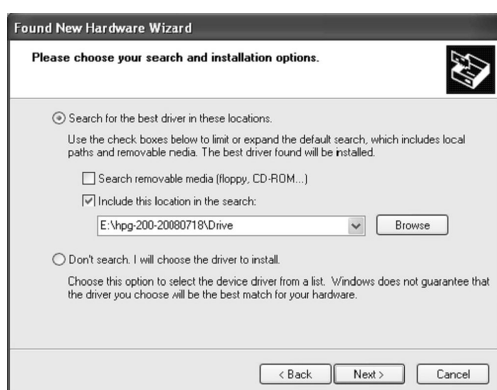 Found New Hardware Wizard
Please choose your search and installation options.
Search for the best driver in these locations.
Use the check boxes below to limit or expand the default search, which includes local
paths and removable media. The best driver found will be installed.
Search removable media (floppy, CD-ROM...)
Include this location in the search:
E:\hpg-200-20080718\Drive
Browse
Don't search. I will choose the driver to install.
Choose this option to select the device driver from a list. Windows does not guarantee that
the driver you choose will be the best match for your hardware.
< Back
Next >
Cancel